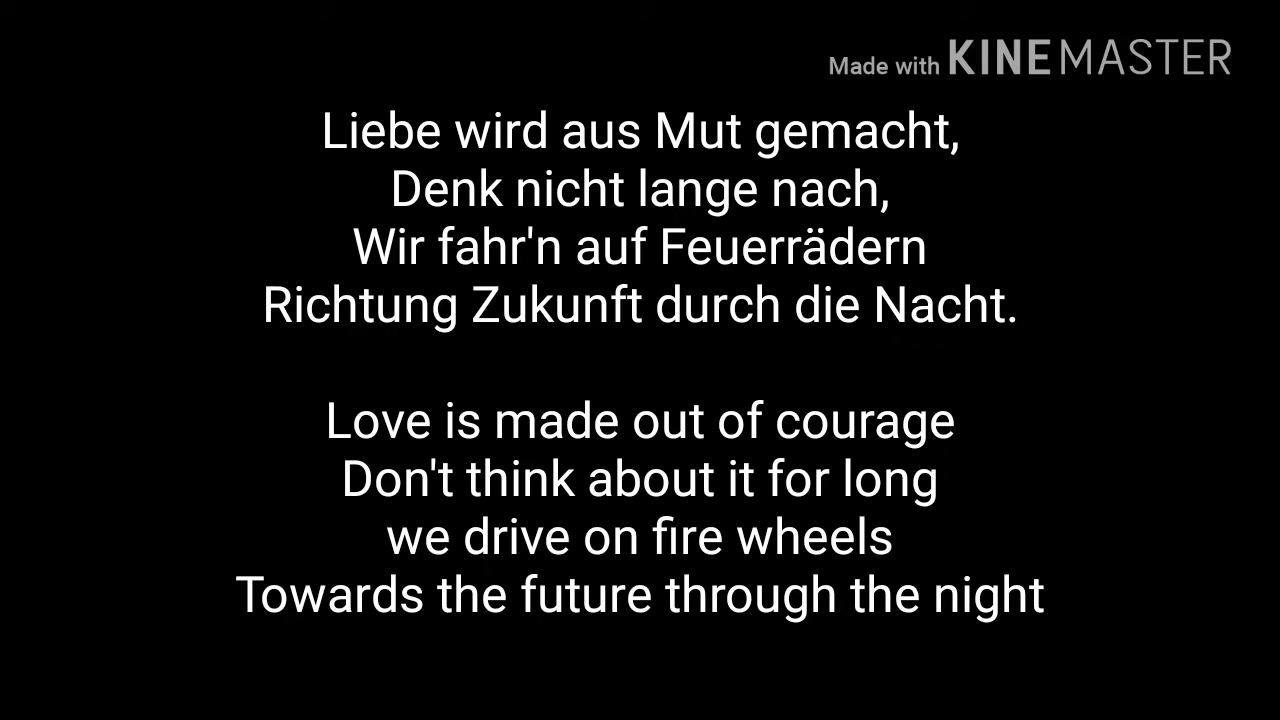 Made with KINEMASTER
Liebe wird aus Mut gemacht,
Denk nicht lange nach,
Wir fahr'n auf Feuerrädern
Richtung Zukunft durch die Nacht.
Love is made out of courage
Don't think about it for long
we drive on fire wheels
Towards the future through the night